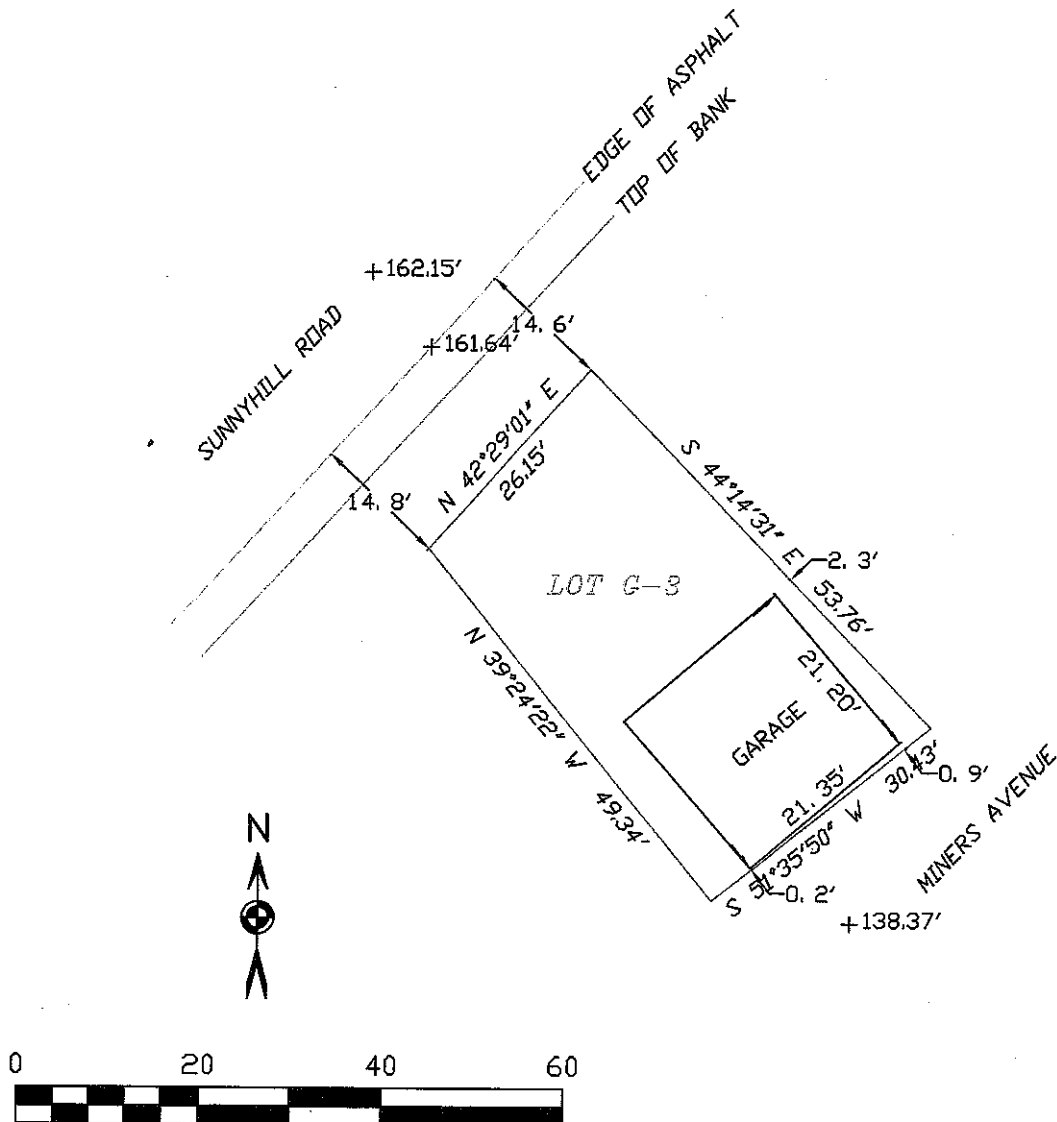 EDGE OF ASPHALT
TOP OF BANK
+162.15'
SUNNYHILL ROAD
14. 6'
+161.64'
N 42°29'01" E
26.15'
14. 8'
S 44°14'31" E 53.76'
2. 3'
LOT G-3
N 39°24'22" W 49.34'
21. 20'
GARAGE
21. 35'
S 51°35'50" W 30.43'
0. 9'
0. 2'
MINERS AVENUE
+138.37'
N
0 20 40 60